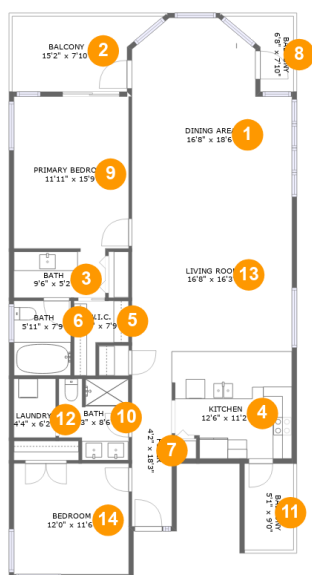 BALCONY
15'2" x 7'10
2
8
6'8" x 7'10"
1
DINING AREA
16'8" x 18'6
PRIMARY BEDRO
11'11" x 15'9
9
BATH
9'6" x 5'2
3
LIVING ROO
16'8" x 16'3
13
BATH
5'11" x 7'9
6
.I.C.
x 7'9
5
LAUNDRY
4'4" x 6'2
12
BATH
3" x 8'6
10
KITCHEN
12'6" x 11'2
4
4'2" x 18'3"
7
BEDROOM
12'0" x 11'6
14
5'1" x 9'0"
11